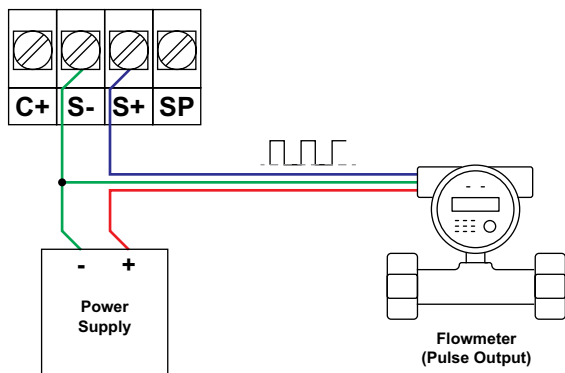 C+ S- S+ SP
- +
Power
Supply
Flowmeter
(Pulse Output)